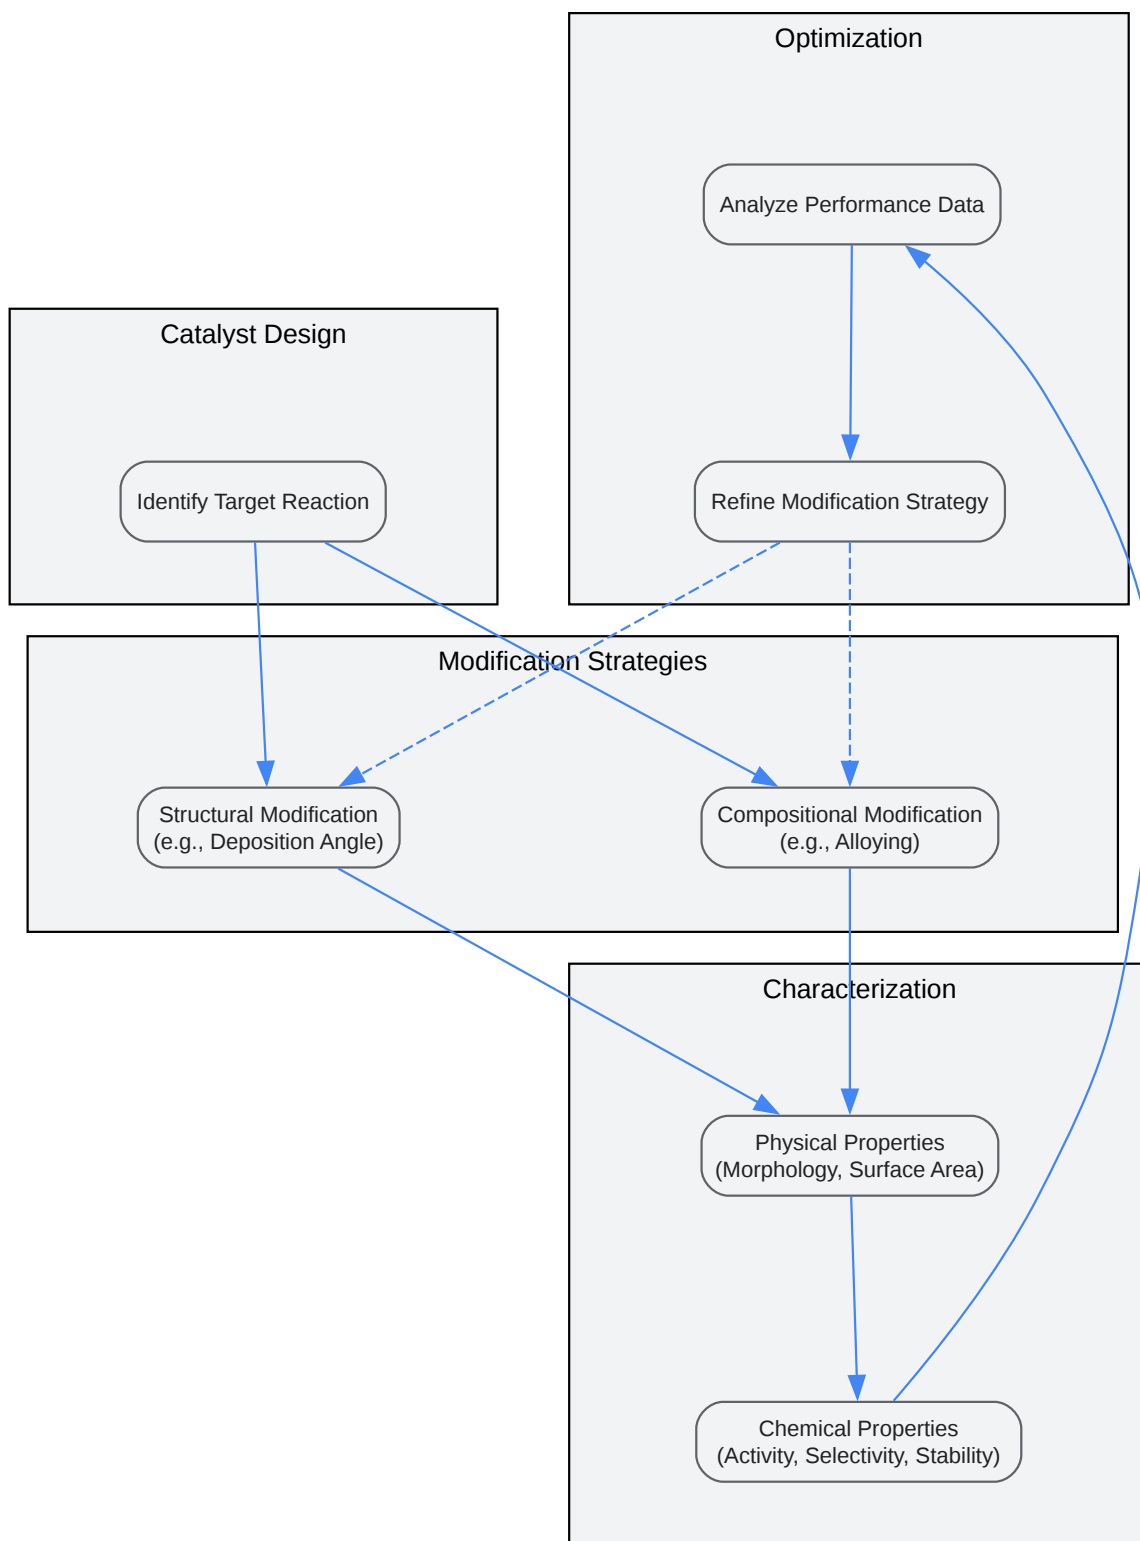 Optimization
Analyze Performance Data
Catalyst Design
Identify Target Reaction
Refine Modification Strategy
Modification Strategies
Structural Modification
(e.g., Deposition Angle)
Compositional Modification
(e.g., Alloying)
Characterization
Physical Properties
(Morphology, Surface Area)
Chemical Properties
(Activity, Selectivity, Stability)